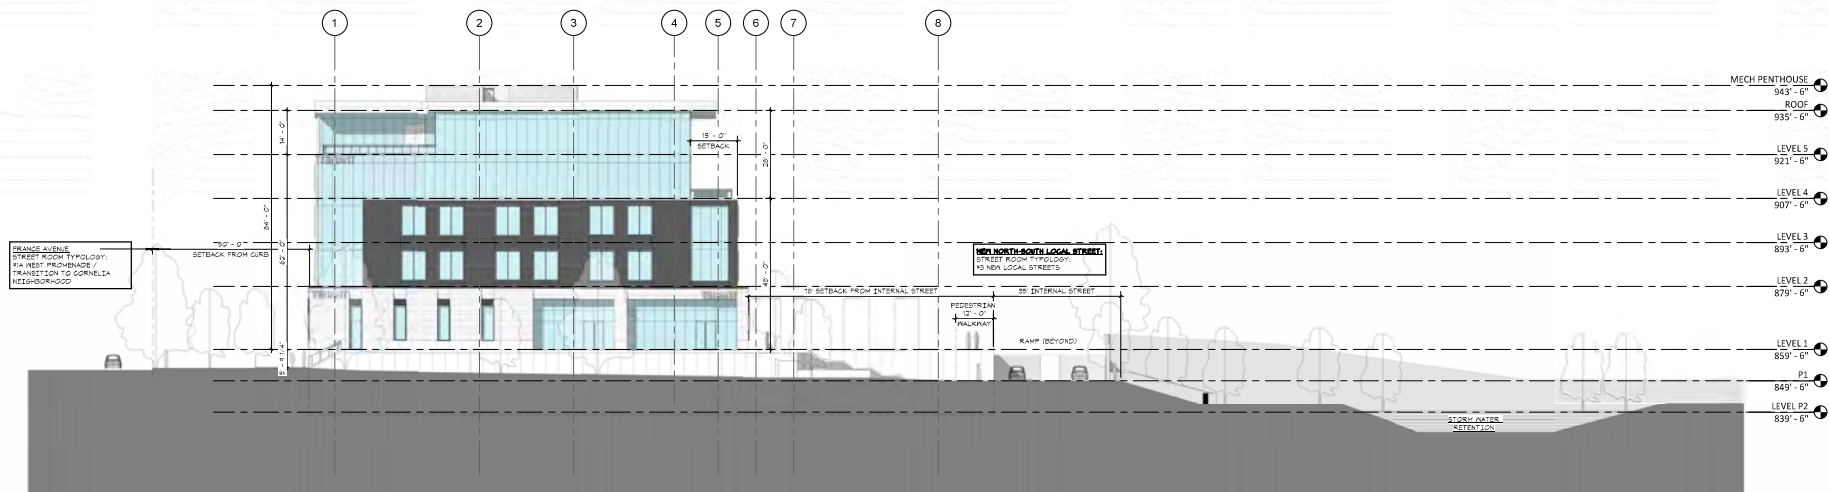 1 2 3 4 5 6 7 8
MECH PENTHOUSE
943' - 6"
ROOF
935' - 6"
LEVEL 5
921' - 6"
LEVEL 4
907' - 6"
LEVEL 3
893' - 6"
LEVEL 2
879' - 6"
LEVEL 1
859' - 6"
P1
849' - 6"
LEVEL P2
839' - 6"
14' - 0"
15' - 0"
SETBACK
28' - 0"
84' - 0"
62' - 0"
48' - 0"
FRANCE AVENUE
STREET ROOM TYPOLOGY:
#1A WEST PROMENADE /
TRANSITION TO CORNELIA
NEIGHBORHOOD
50' - 0"
SETBACK FROM CURB
NEW NORTH-SOUTH LOCAL STREET:
STREET ROOM TYPOLOGY:
#3 NEW LOCAL STREETS
SETBACK FROM INTERNAL STREET
INTERNAL STREET
PEDESTRIAN
12' - 0"
WALKWAY
RAMP (BEYOND)
STORM WATER
RETENTION